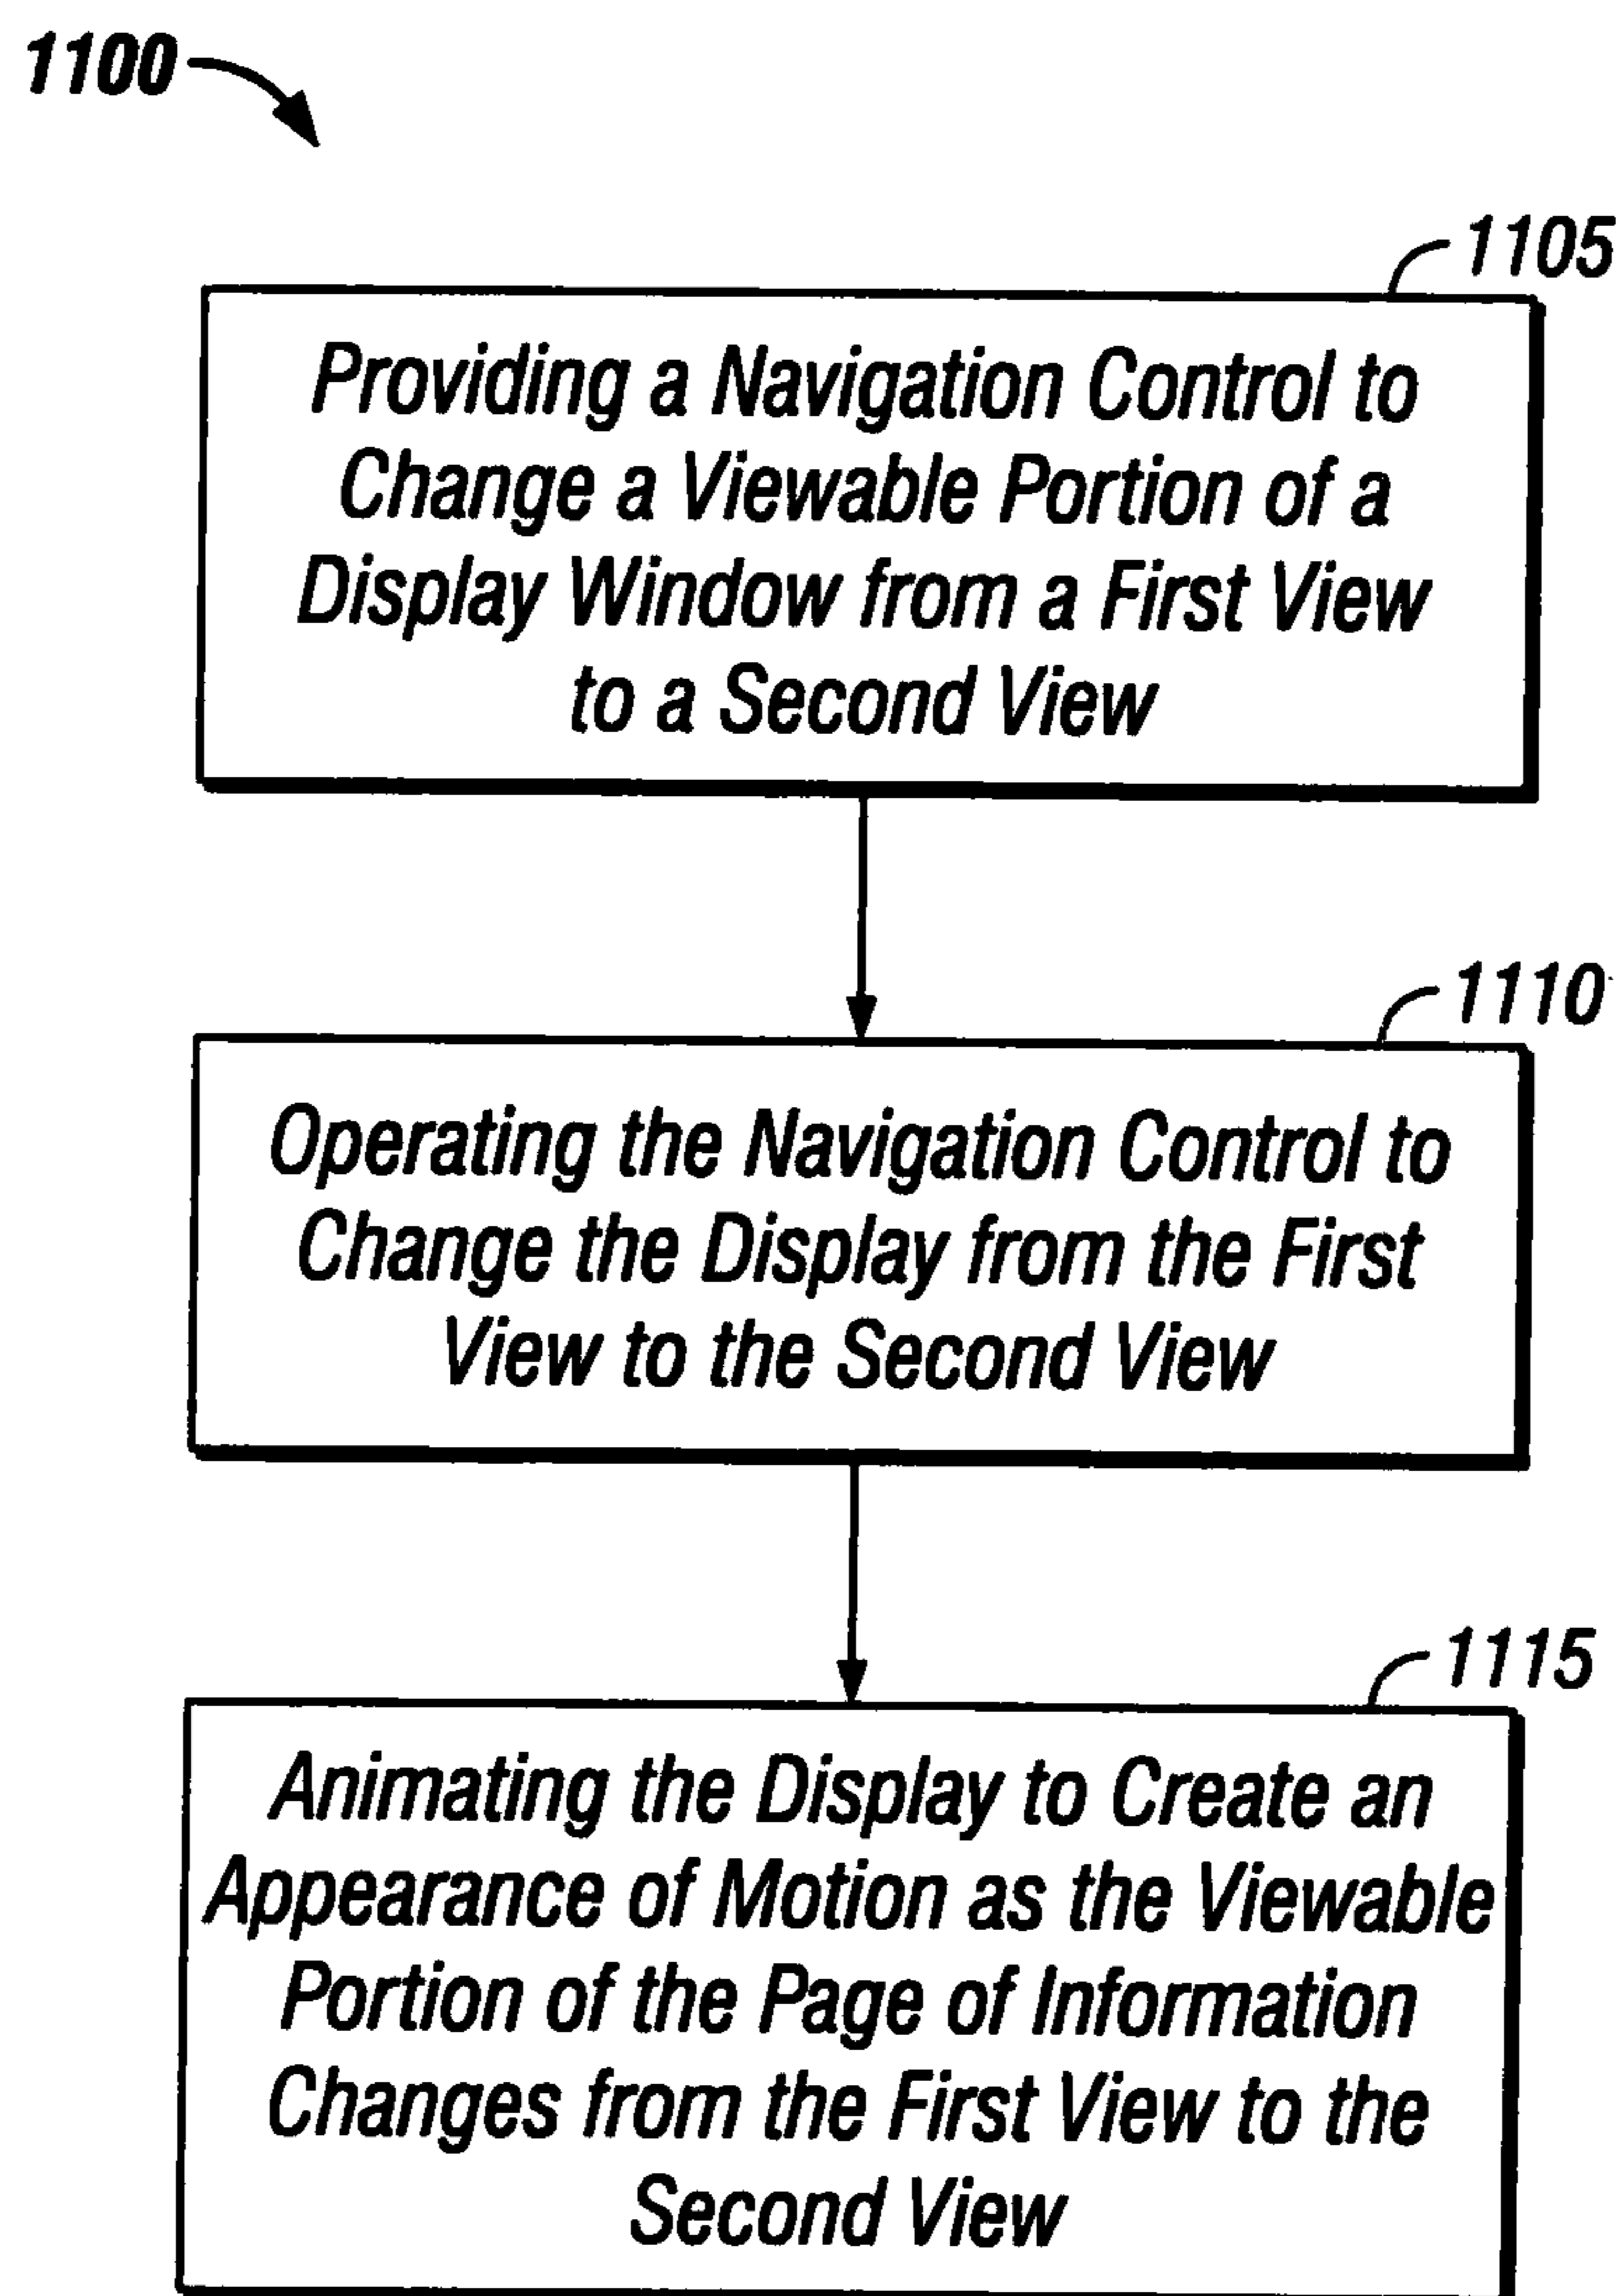 1100
1105
Providing a Navigation Control to
Change a Viewable Portion of a
Display Window from a First View
to a Second View
1110
Operating the Navigation Control to
Change the Display from the First
View to the Second View
1115
Animating the Display to Create an
Appearance of Motion as the Viewable
Portion of the Page of Information
Changes from the First View to the
Second View